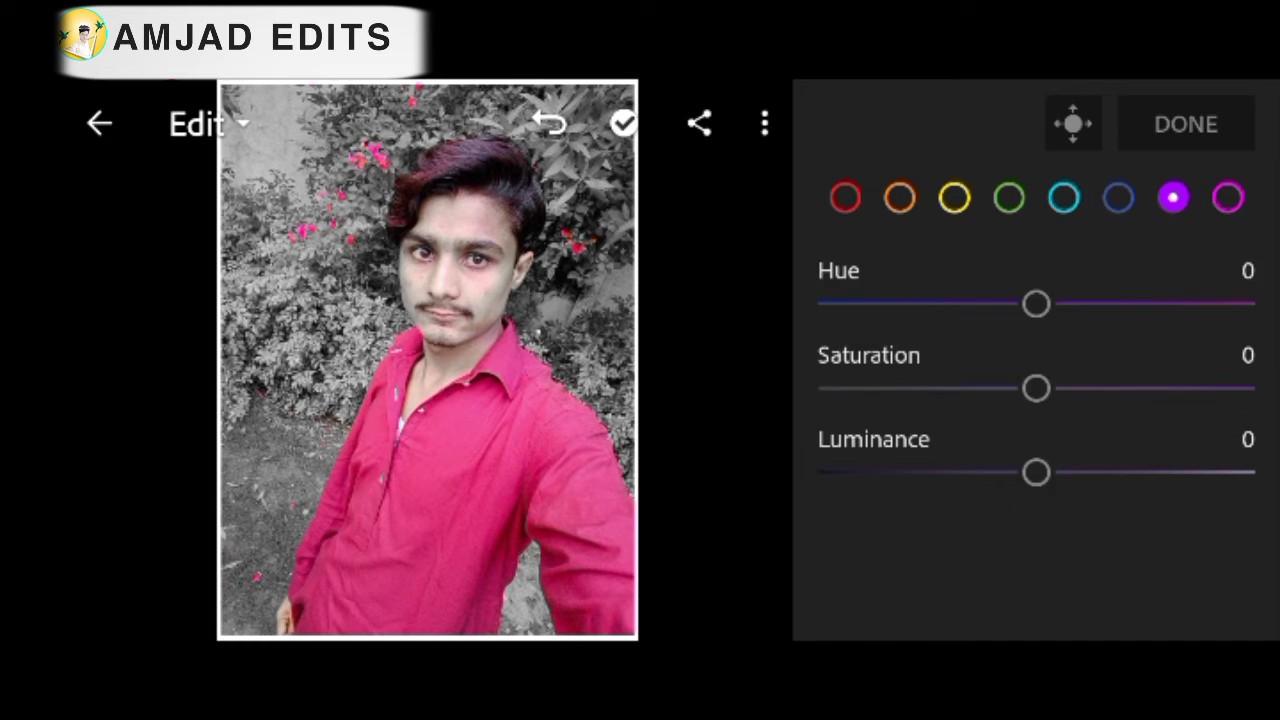 AMJAD EDITS
Edit
DONE
Hue 0
Saturation 0
Luminance 0